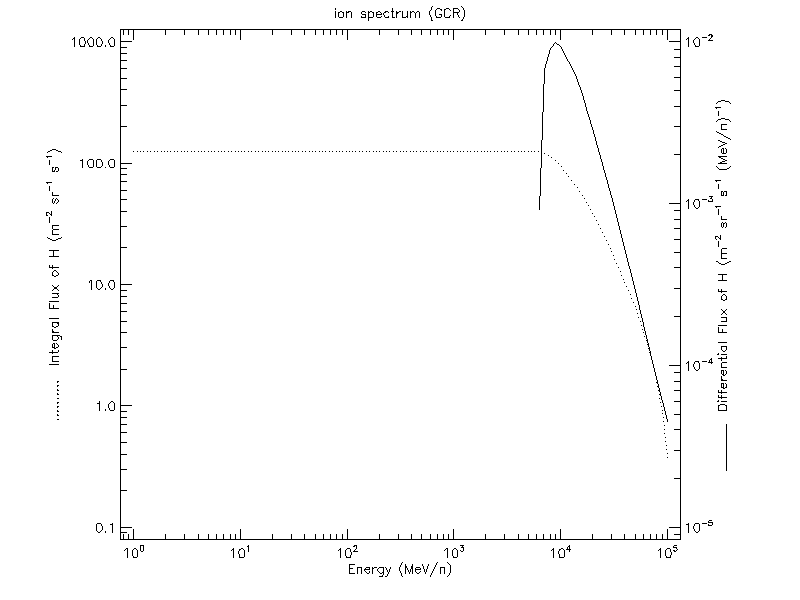 ion spectrum (GCR)
1000.0
100.0
10.0
1.0
0.1
Integral Flux of H (m⁻² sr⁻¹ s⁻¹)
10⁻²
10⁻³
10⁻⁴
10⁻⁵
Differential Flux of H (m⁻² sr⁻¹ s⁻¹ (MeV/n)⁻¹)
10⁰ 10¹ 10² 10³ 10⁴ 10⁵
Energy (MeV/n)